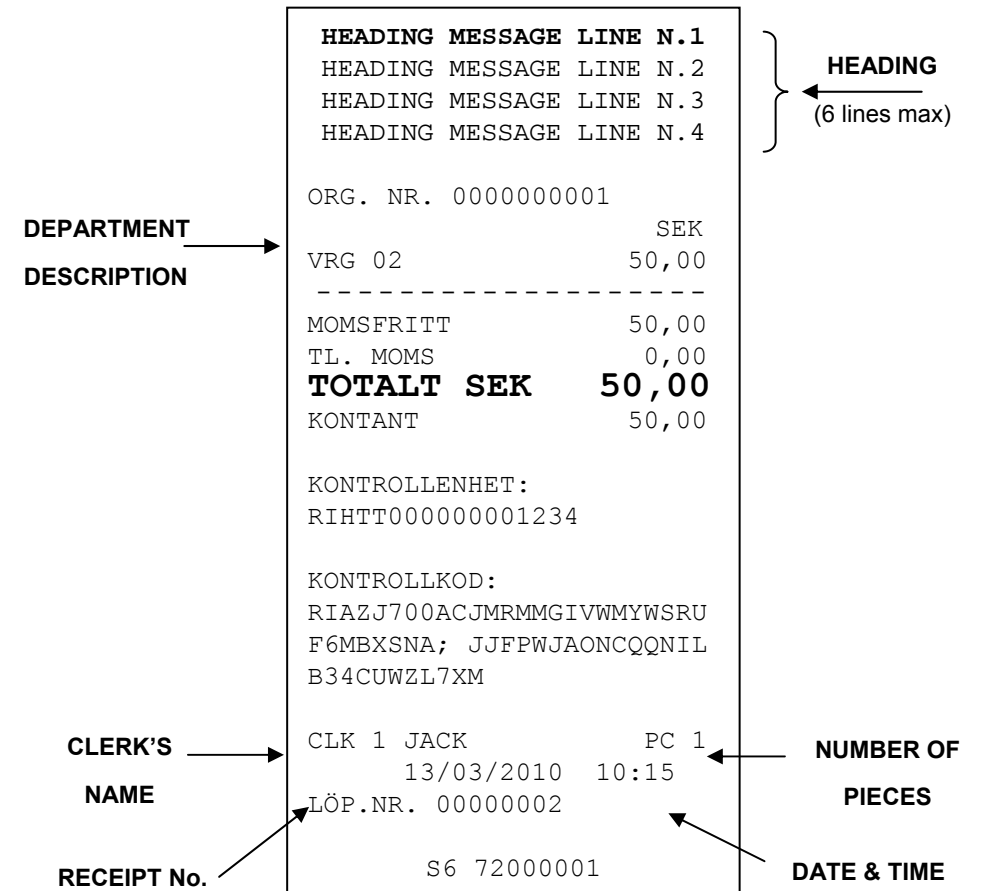 HEADING MESSAGE LINE N.1
HEADING MESSAGE LINE N.2
HEADING
HEADING MESSAGE LINE N.3
(6 lines max)
HEADING MESSAGE LINE N.4
ORG. NR. 0000000001
DEPARTMENT
DESCRIPTION
SEK
VRG 02 50,00
--------------------
MOMSFRITT 50,00
TL. MOMS 0,00
TOTALT SEK 50,00
KONTANT 50,00
KONTROLLENHET:
RIHTT000000001234
KONTROLLKOD:
RIAZJ700ACJMRMMGIVWMYWSRU
F6MBXSNA; JJFPWJAONCQQNIL
B34CUWZL7XM
CLERK'S
NAME
CLK 1 JACK PC 1
NUMBER OF
PIECES
13/03/2010 10:15
LÖP.NR. 00000002
RECEIPT No.
S6 72000001
DATE & TIME